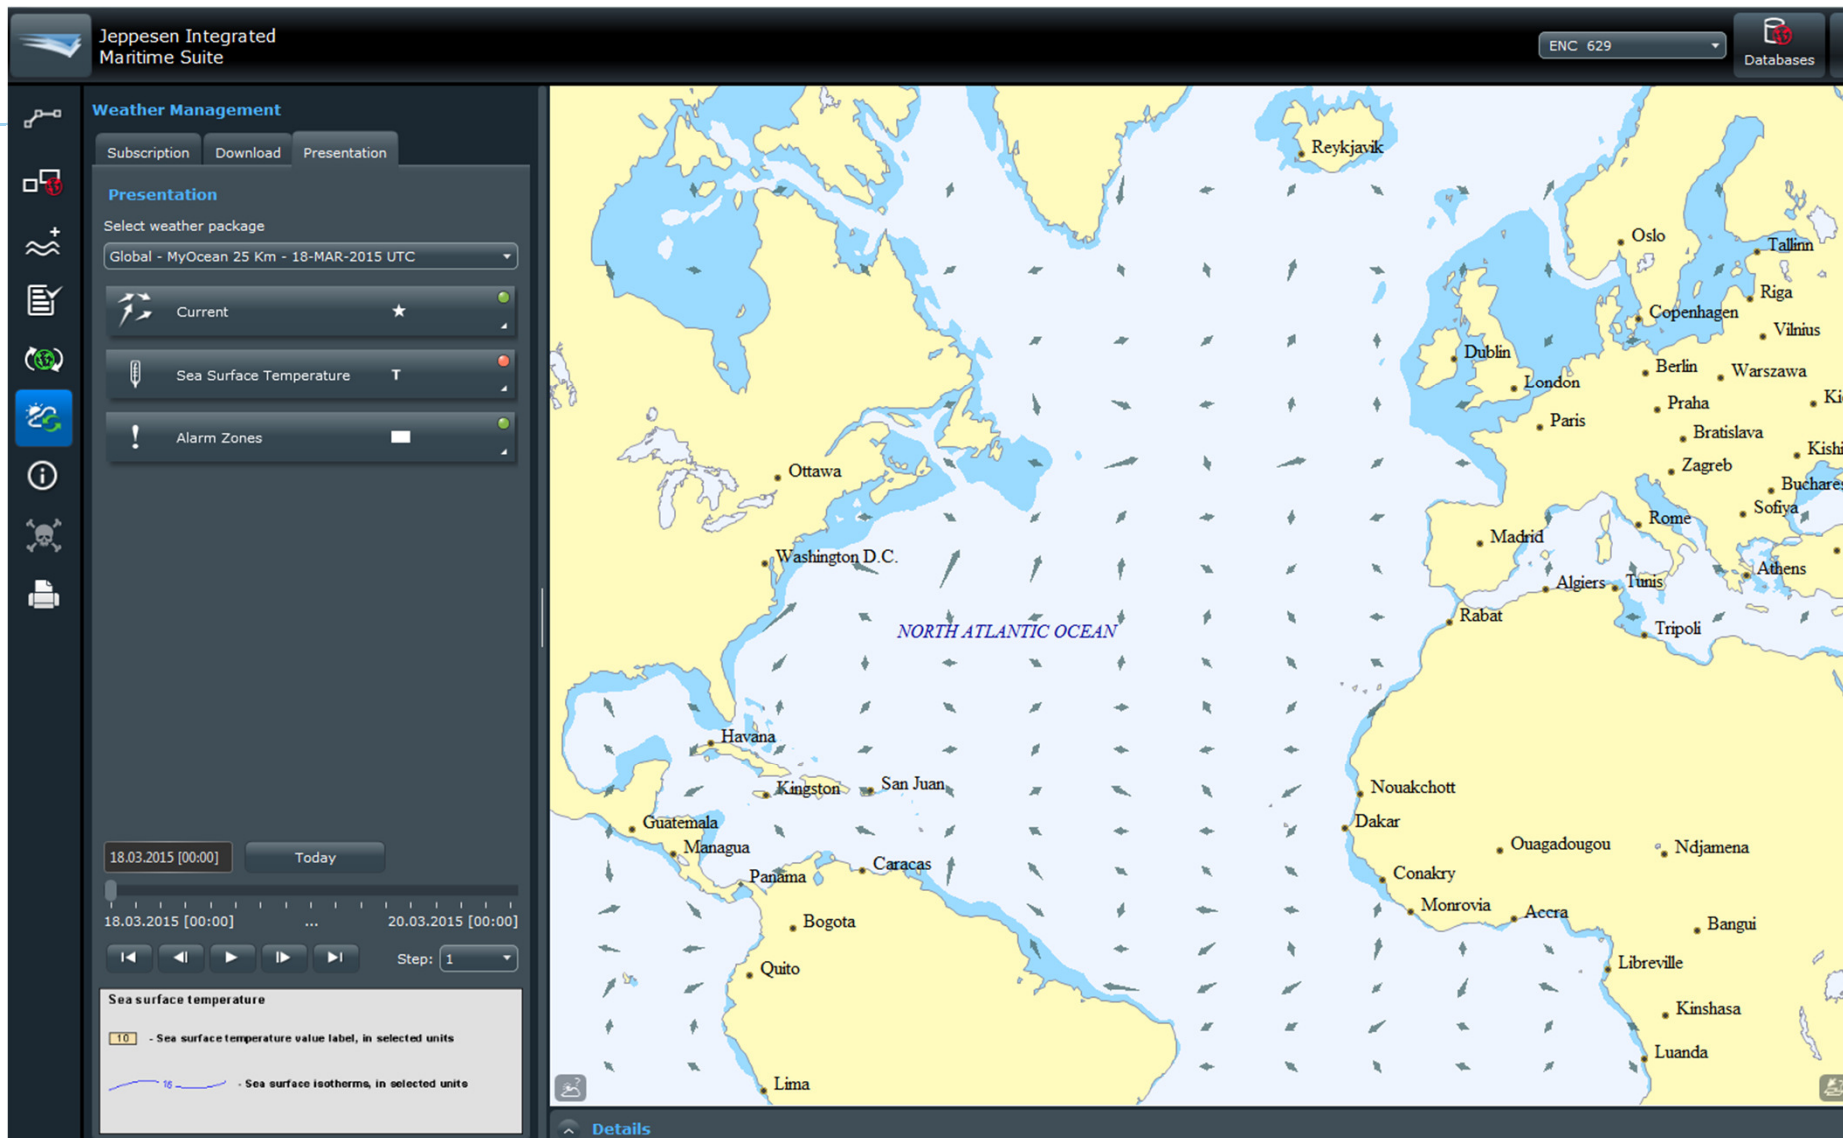 Jeppesen Integrated
Maritime Suite
ENC 629
Databases
Weather Management
Subscription
Download
Presentation
Presentation
Select weather package
Global - MyOcean 25 Km - 18-MAR-2015 UTC
Current
Sea Surface Temperature T
Alarm Zones
18.03.2015 [00:00]
Today
18.03.2015 [00:00] ... 20.03.2015 [00:00]
Step: 1
Sea surface temperature
10 - Sea surface temperature value label, in selected units
16 - Sea surface isotherms, in selected units
Reykjavik
Oslo
Tallinn
Riga
Copenhagen
Vilnius
Dublin
Berlin
Warszawa
London
Praha
Paris
Bratislava
Kishi
Ottawa
Zagreb
Buchares
Sofiya
Rome
Madrid
Washington D.C.
Athens
Algiers
Tunis
Rabat
NORTH ATLANTIC OCEAN
Tripoli
Havana
Kingston
San Juan
Nouakchott
Guatemala
Dakar
Managua
Ouagadougou
Ndjamena
Caracas
Panama
Conakry
Monrovia
Accra
Bogota
Bangui
Quito
Libreville
Kinshasa
Luanda
Lima
Details